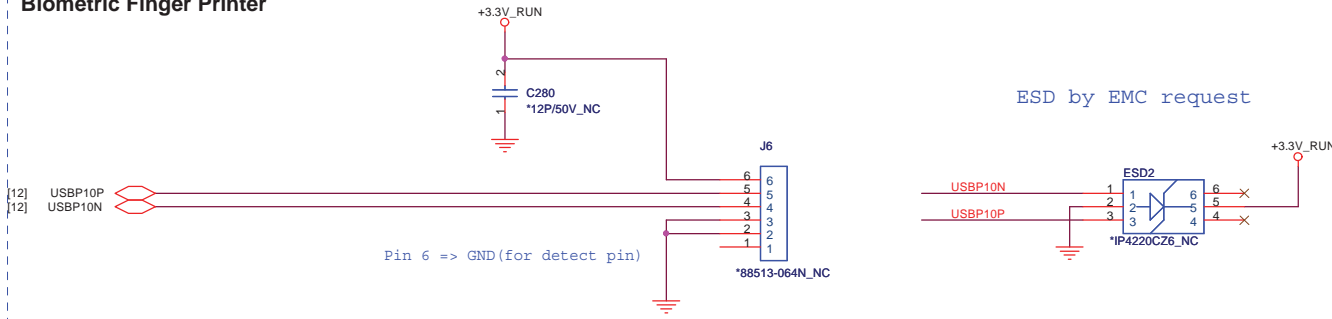 Biometric Finger Printer
+3.3V_RUN
2
C280
*12P/50V_NC
1
ESD by EMC request
J6
+3.3V_RUN
[12] USBP10P
[12] USBP10N
6 6
5 5
4 4
3 3
2 2
1 1
*88513-064N_NC
Pin 6 => GND(for detect pin)
USBP10N
USBP10P
ESD2
1 1 6 6
2 2 5 5
3 3 4 4
*IP4220CZ6_NC